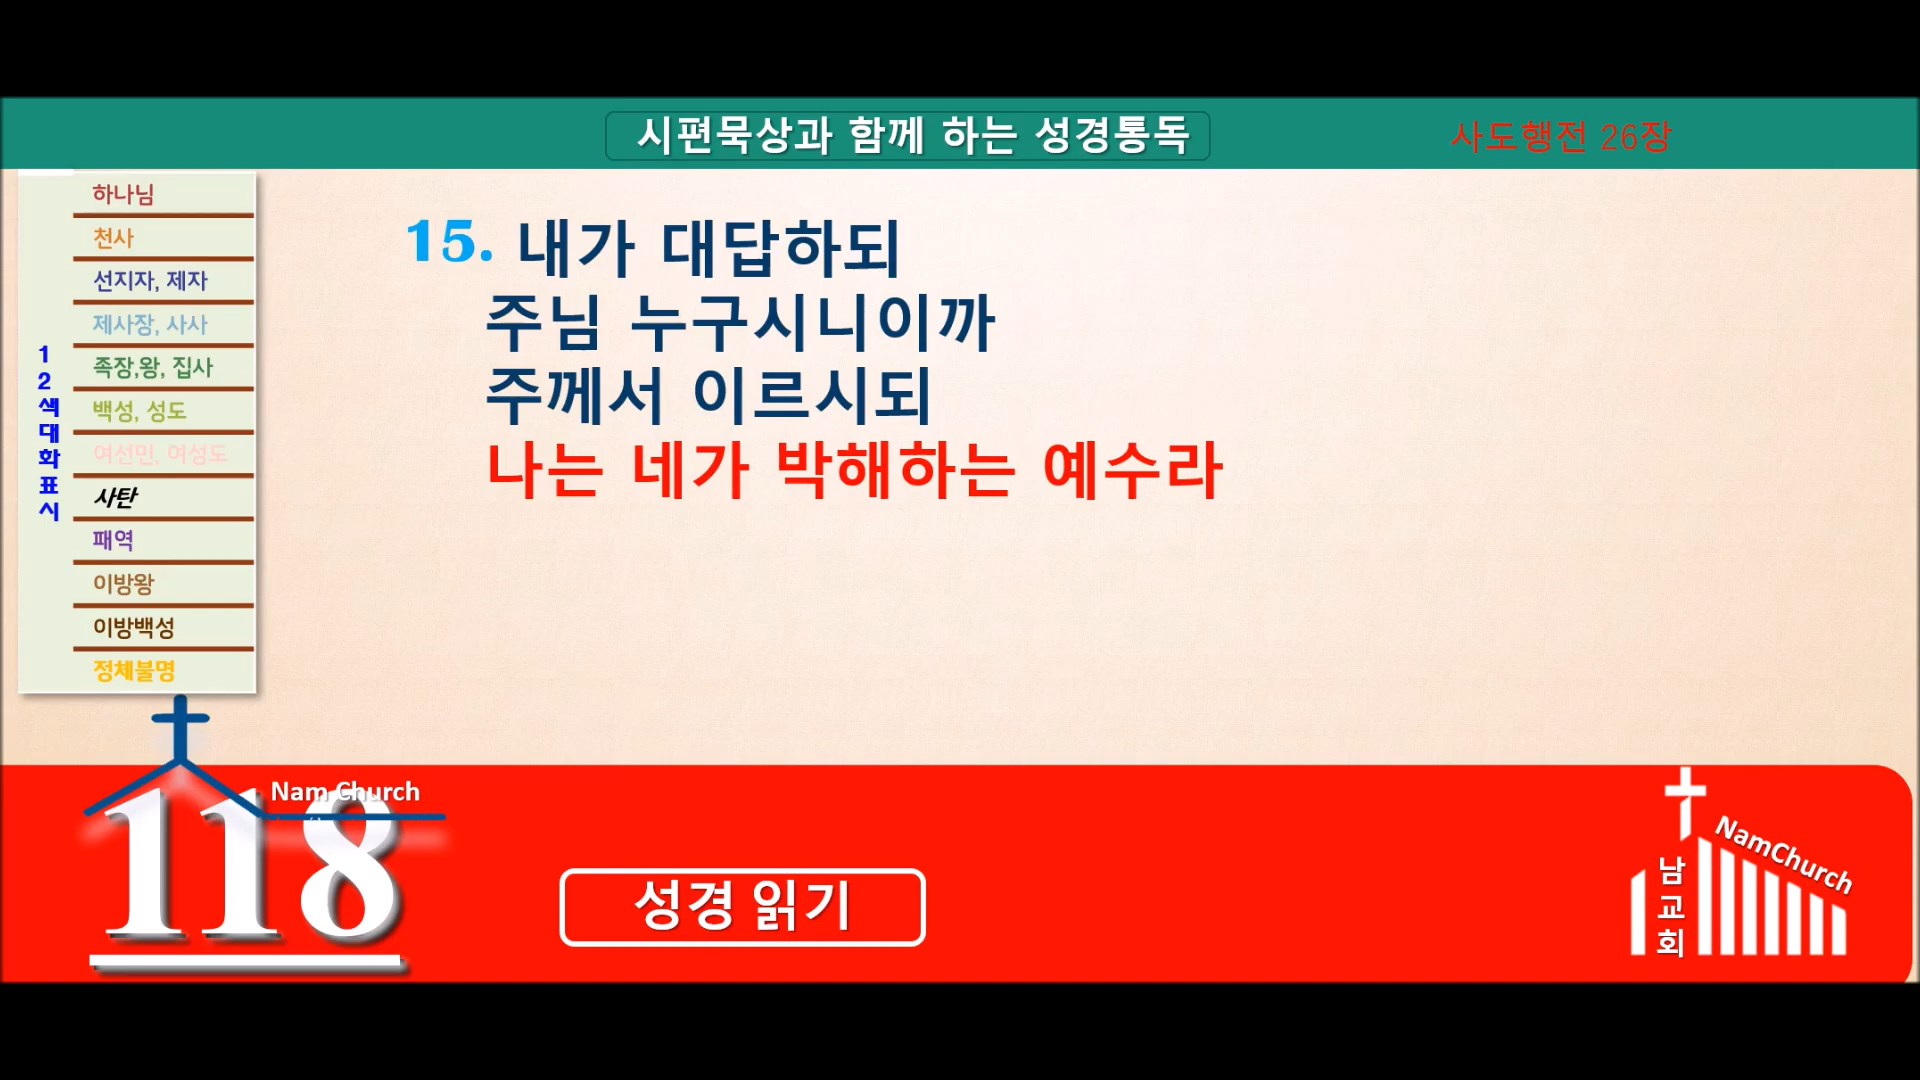 시편묵상과 함께 하는 성경통독
사도행전 26장
12색대화표시
하나님
천사
선지자, 제자
제사장, 사사
족장,왕, 집사
백성, 성도
여선민, 여성도
사탄
패역
이방왕
이방백성
정체불명
15. 내가 대답하되
주님 누구시니이까
주께서 이르시되
나는 네가 박해하는 예수라
Nam Church
118
성경 읽기
남교회
NamChurch